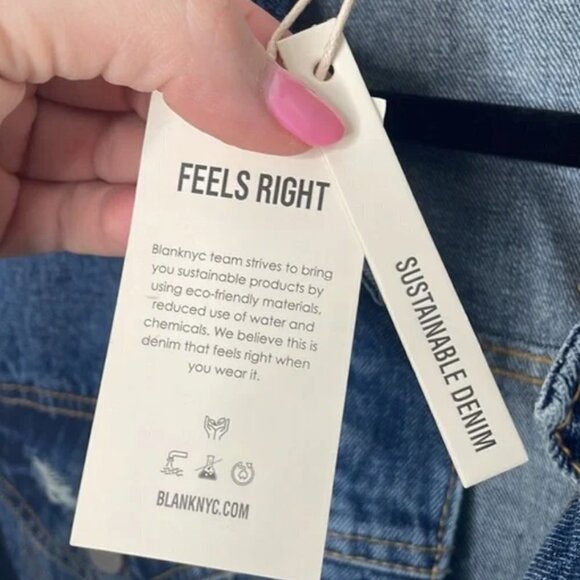 FEELS RIGHT
Blanknyc team strives to bring
you sustainable products by
using eco-friendly materials,
reduced use of water and
chemicals. We believe this is
denim that feels right when
you wear it.
BLANKNYC.COM
SUSTAINABLE DENIM